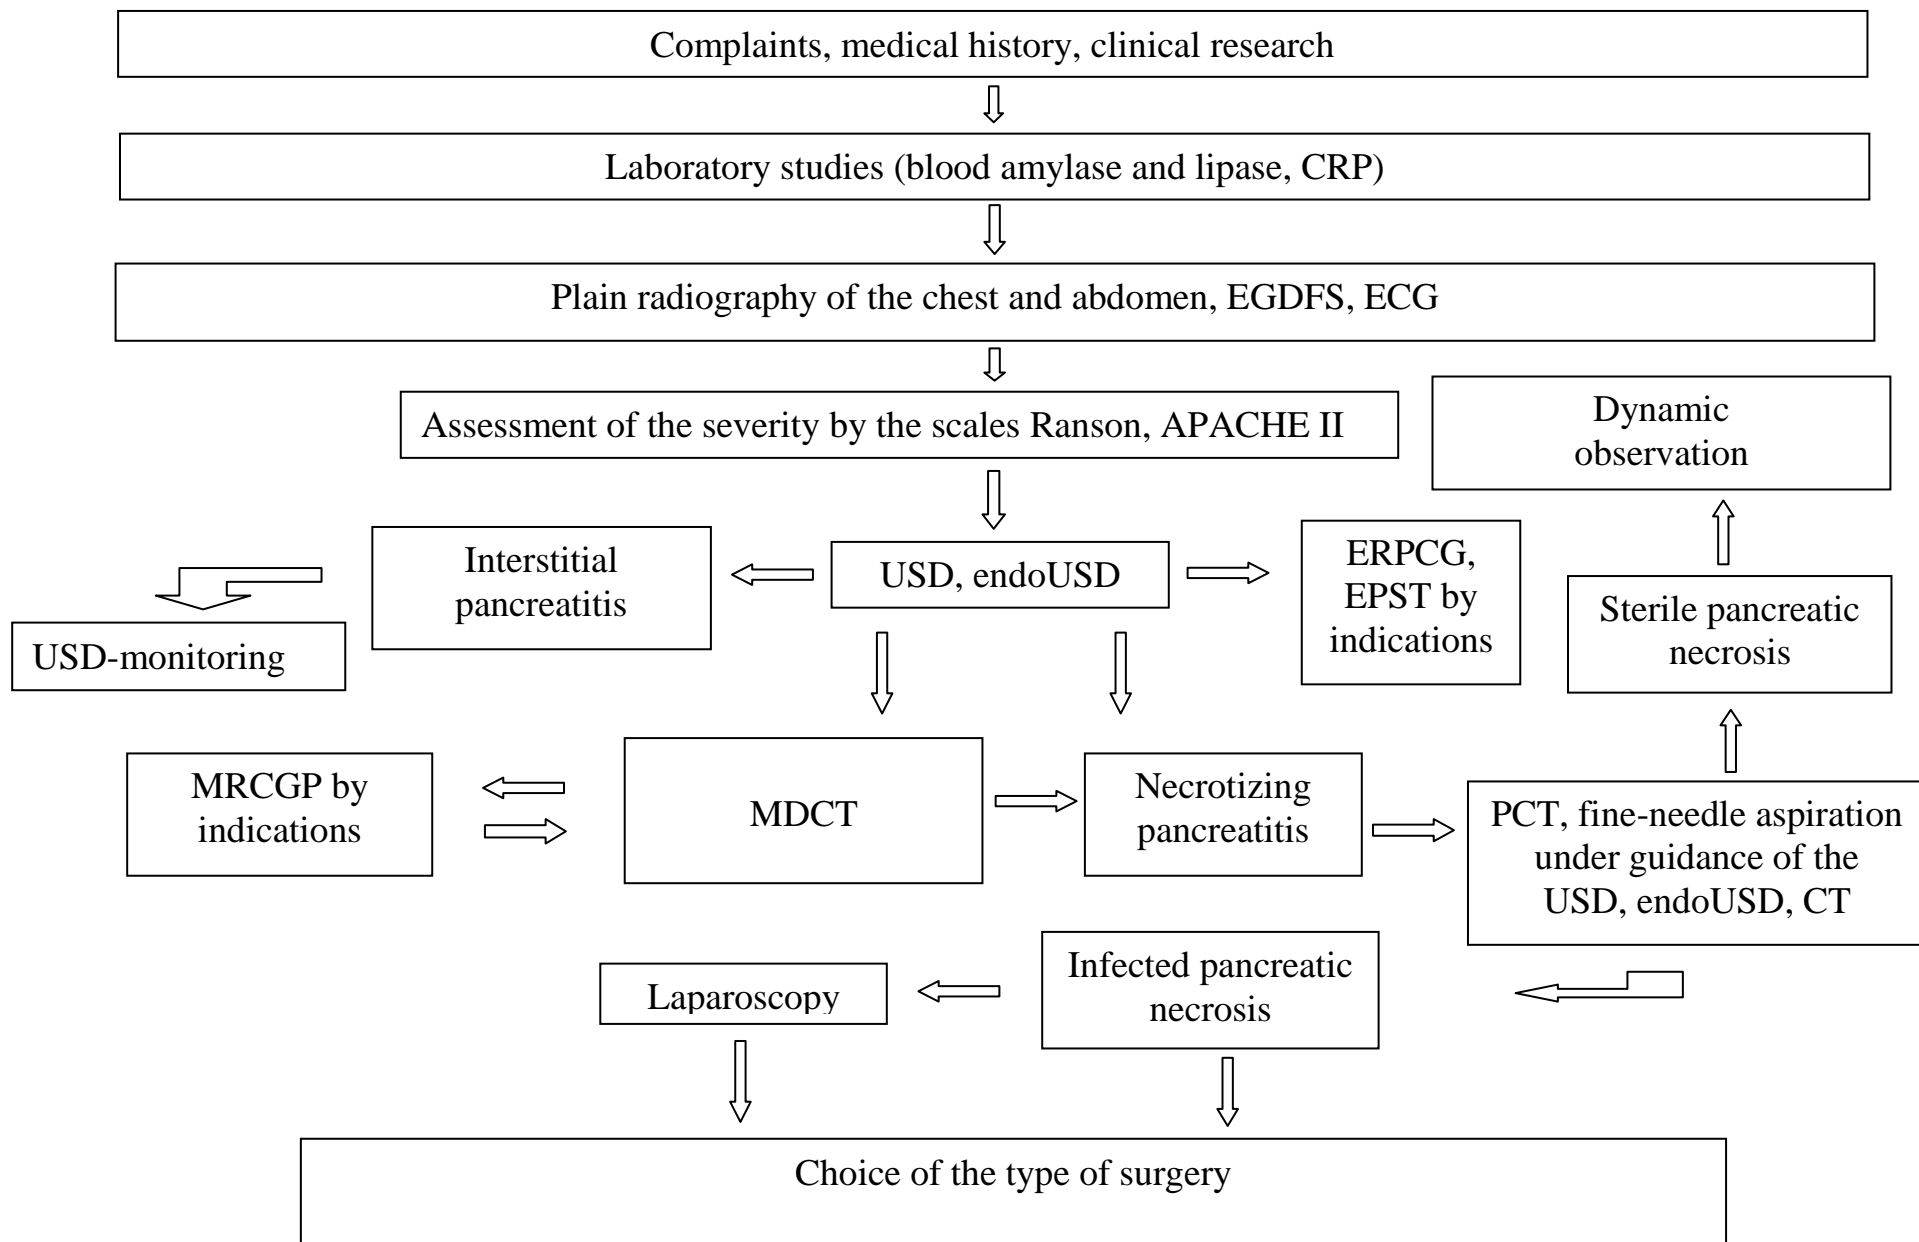 Complaints, medical history, clinical research
Laboratory studies (blood amylase and lipase, CRP)
Plain radiography of the chest and abdomen, EGDFS, ECG
Assessment of the severity by the scales Ranson, APACHE II
Dynamic
observation
Interstitial
pancreatitis
USD, endoUSD
ERPCG,
EPST by
indications
Sterile pancreatic
necrosis
USD-monitoring
MRCGP by
indications
MDCT
Necrotizing
pancreatitis
PCT, fine-needle aspiration
under guidance of the
USD, endoUSD, CT
Laparoscopy
Infected pancreatic
necrosis
Choice of the type of surgery